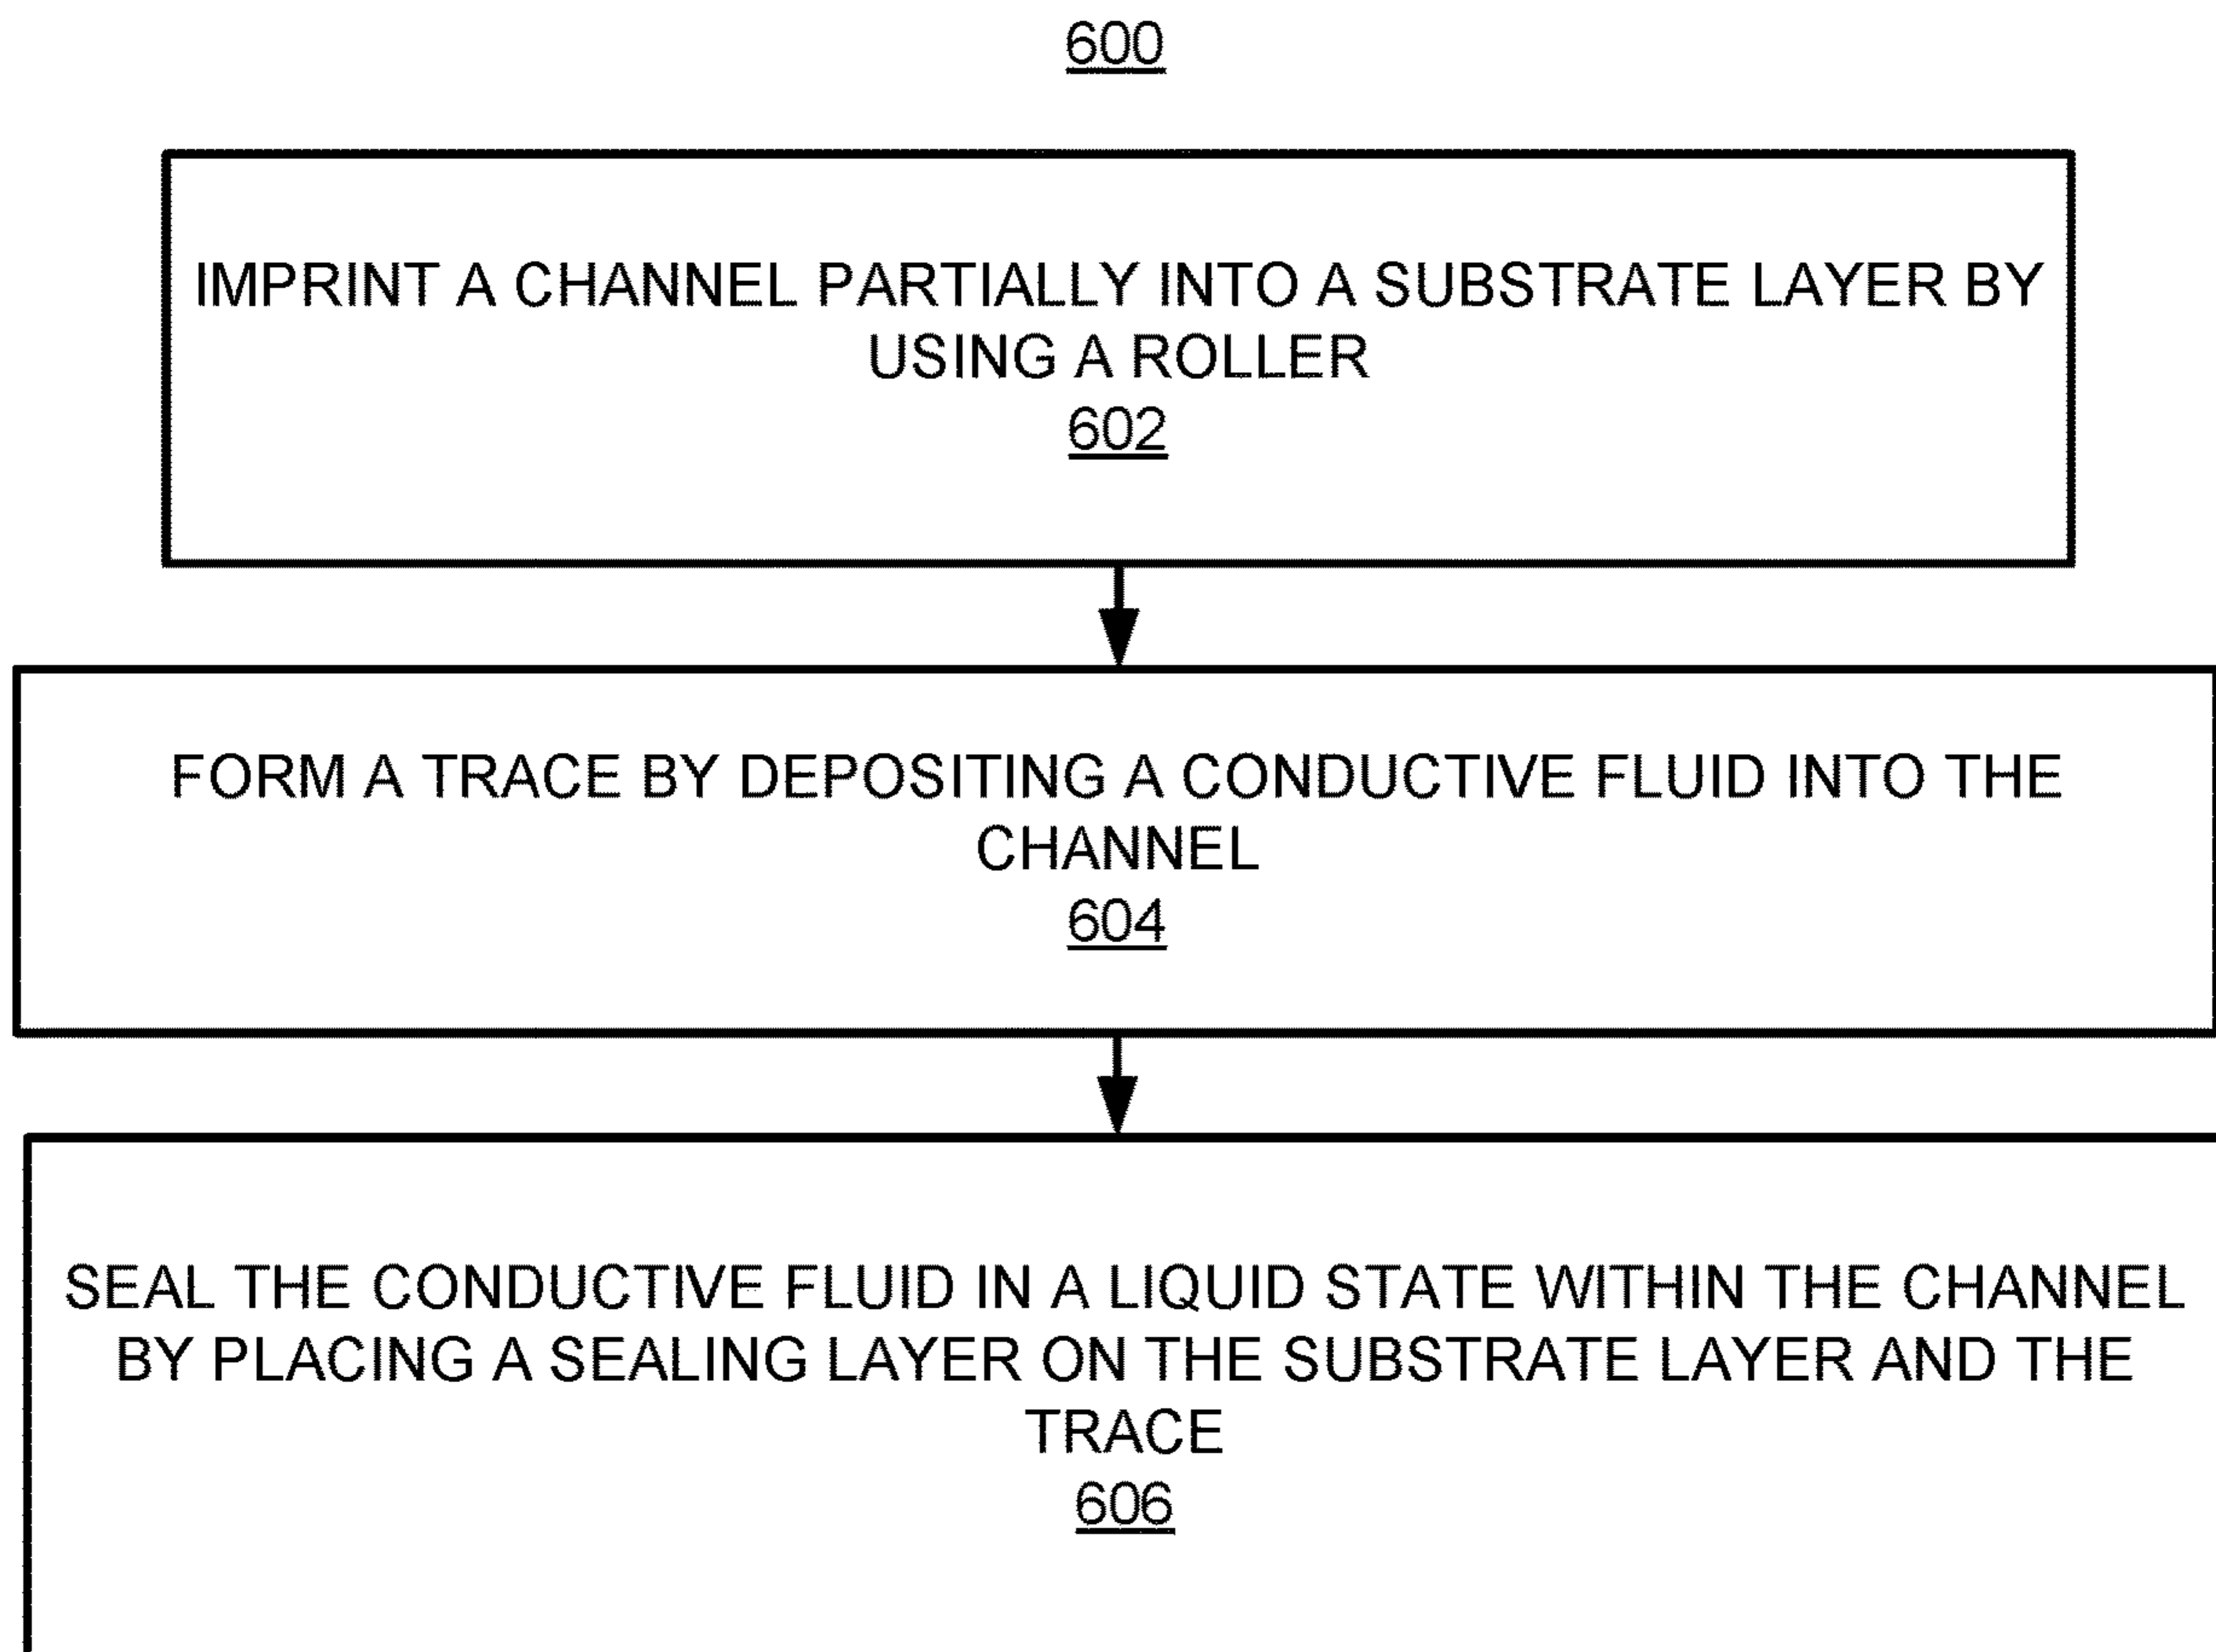 600
IMPRINT A CHANNEL PARTIALLY INTO A SUBSTRATE LAYER BY
USING A ROLLER
602
FORM A TRACE BY DEPOSITING A CONDUCTIVE FLUID INTO THE
CHANNEL
604
SEAL THE CONDUCTIVE FLUID IN A LIQUID STATE WITHIN THE CHANNEL
BY PLACING A SEALING LAYER ON THE SUBSTRATE LAYER AND THE
TRACE
606